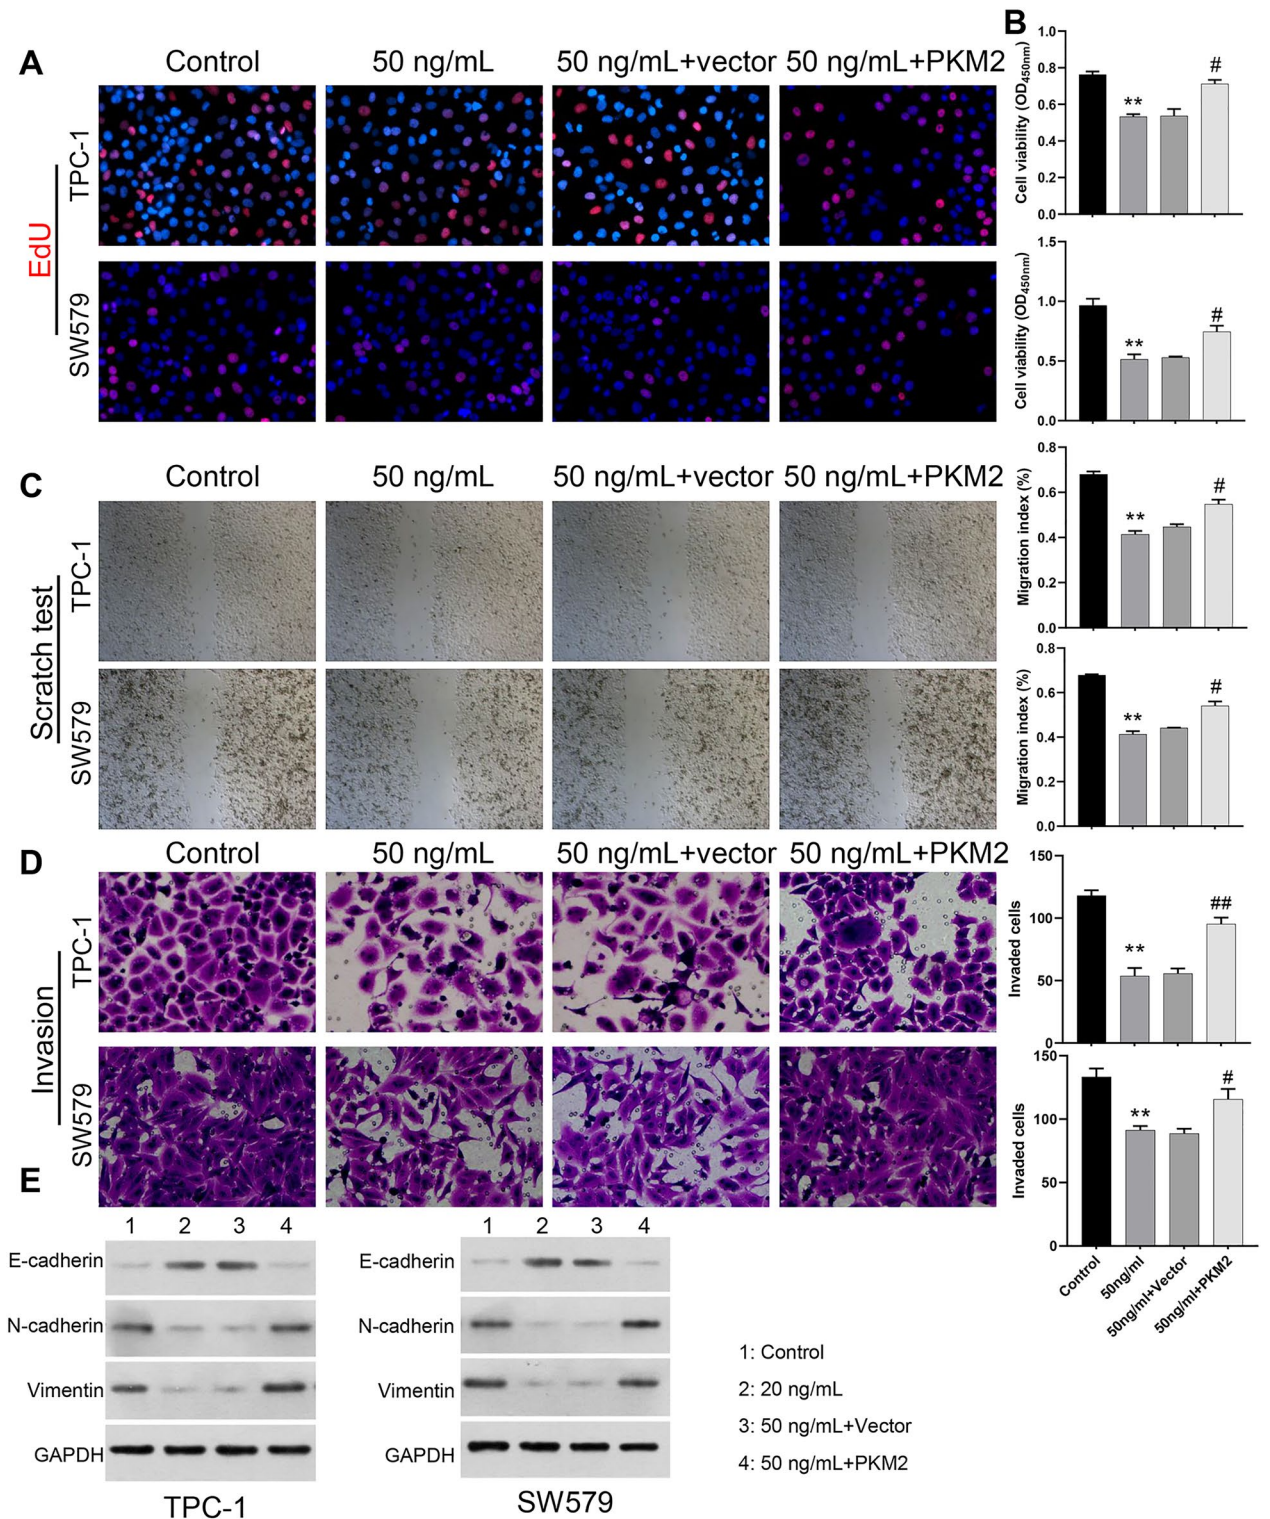 A
Control
50 ng/mL
50 ng/mL+vector
50 ng/mL+PKM2
EdU
TPC-1
SW579
B
Cell viability (OD450nm)
1.0
0.8
0.6
0.4
0.2
0.0
**
#
Cell viability (OD450nm)
1.5
1.0
0.5
0.0
**
#
C
Control
50 ng/mL
50 ng/mL+vector
50 ng/mL+PKM2
Scratch test
TPC-1
SW579
Migration index (%)
0.8
0.6
0.4
0.2
0.0
**
#
Migration index (%)
0.8
0.6
0.4
0.2
0.0
**
#
D
Control
50 ng/mL
50 ng/mL+vector
50 ng/mL+PKM2
Invasion
TPC-1
SW579
Invaded cells
150
100
50
0
**
##
Invaded cells
150
100
50
0
**
#
Control
50ng/ml
50ng/ml+Vector
50ng/ml+PKM2
E
1 2 3 4
E-cadherin
N-cadherin
Vimentin
GAPDH
TPC-1
1 2 3 4
E-cadherin
N-cadherin
Vimentin
GAPDH
SW579
1: Control
2: 20 ng/mL
3: 50 ng/mL+Vector
4: 50 ng/mL+PKM2